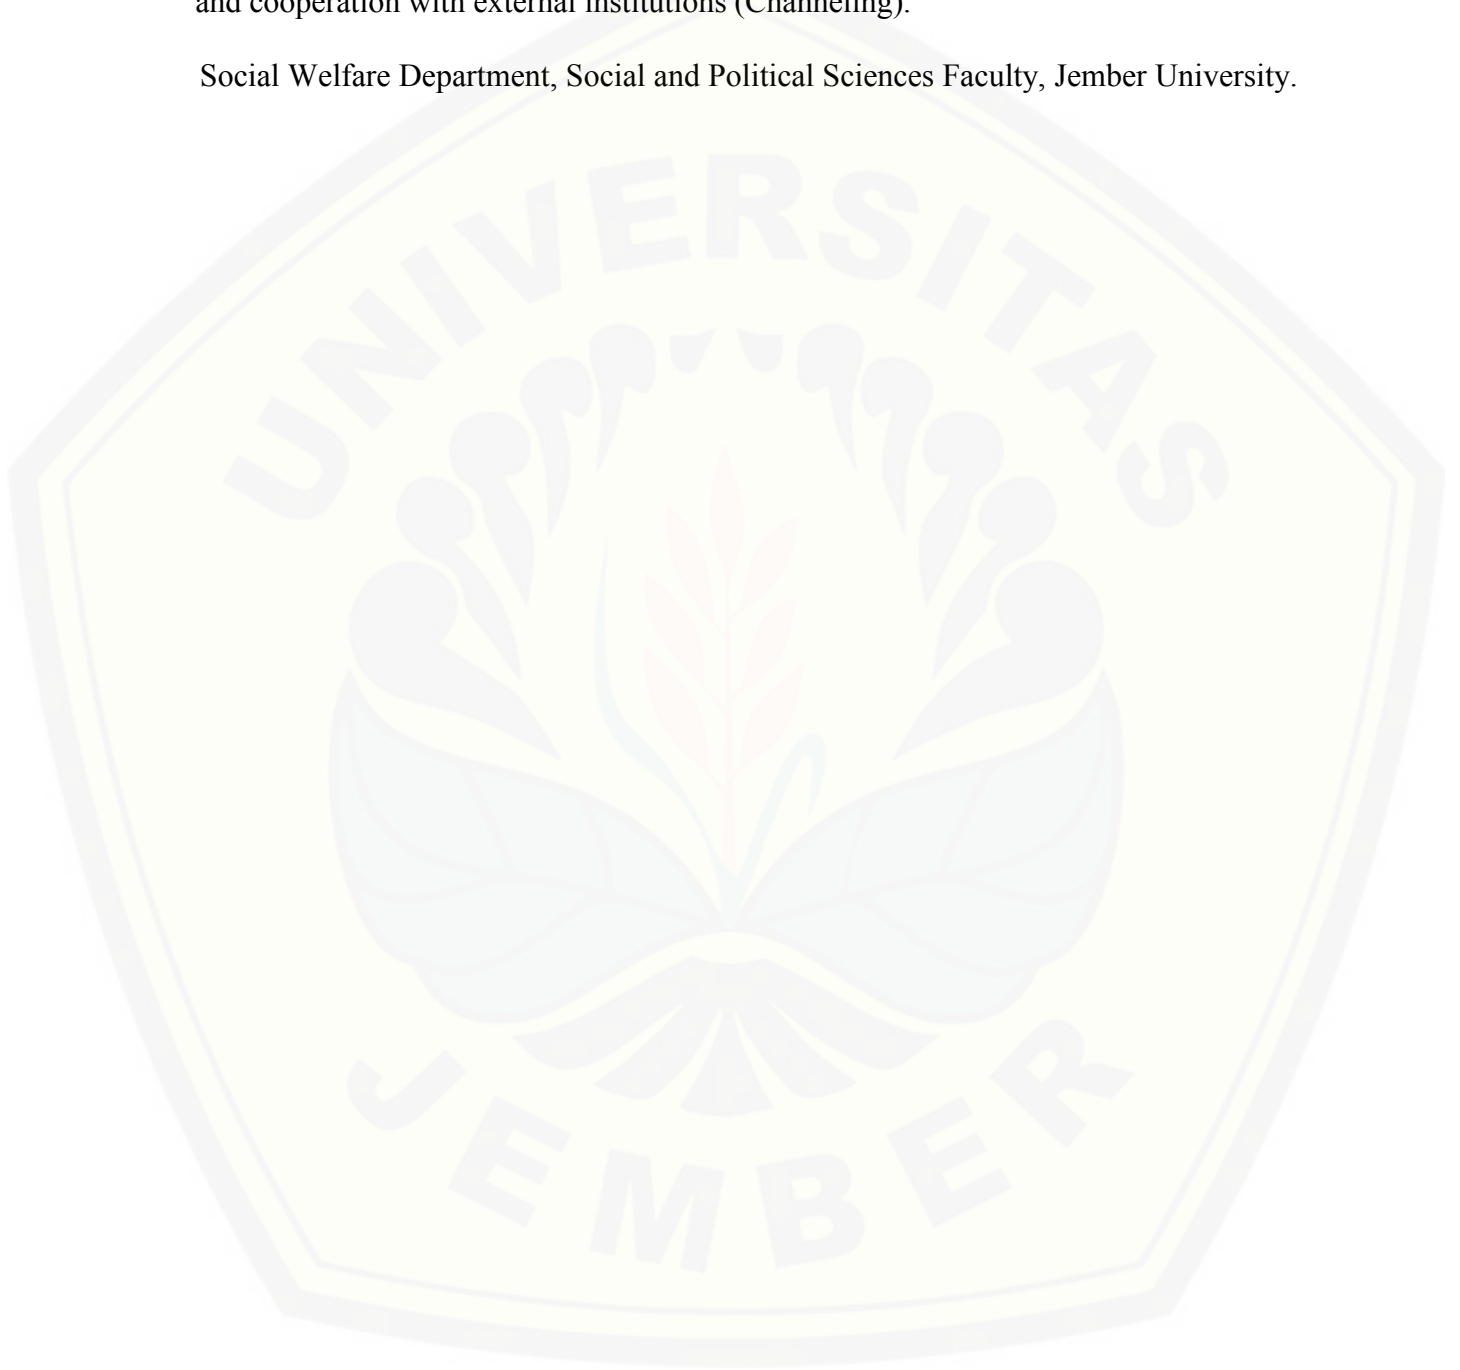 and cooperation with external institutions (Channeling).
Social Welfare Department, Social and Political Sciences Faculty, Jember University.
UNIVERSITAS
JEMBER